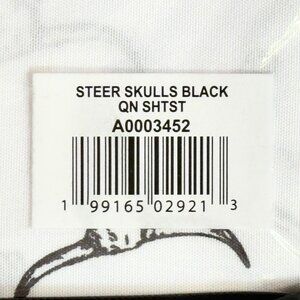 STEER SKULLS BLACK
QN SHTST
A0003452
1 99165 02921 3